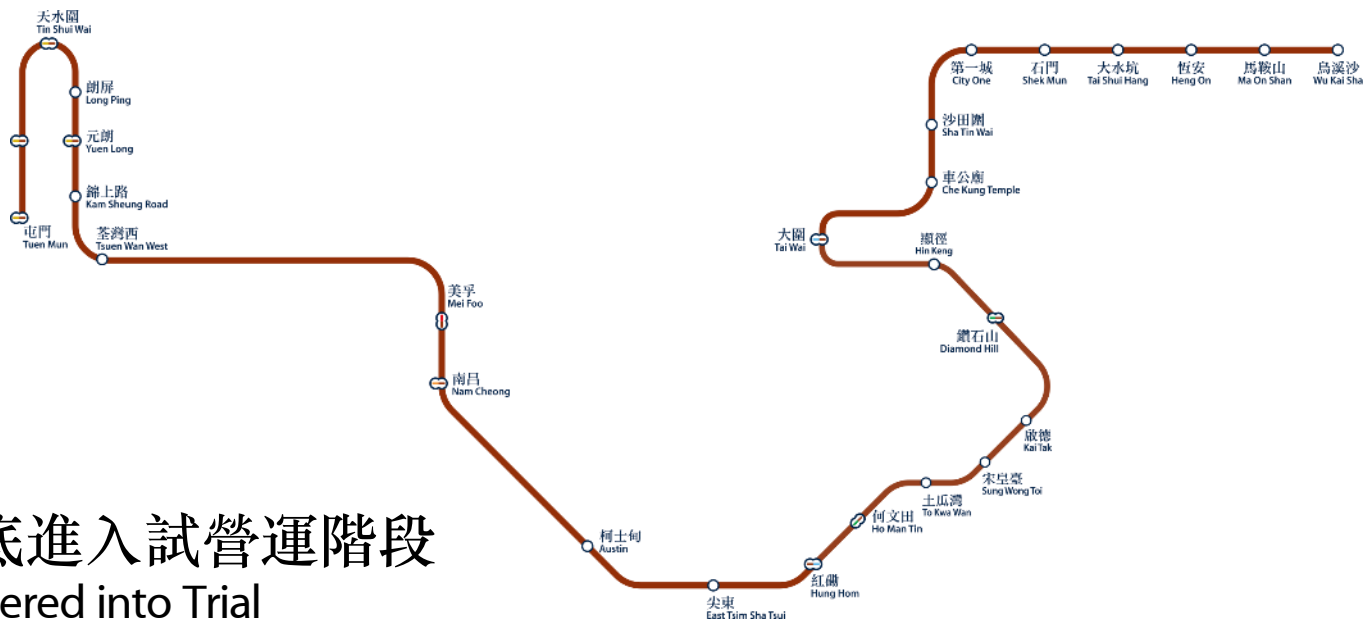 天水圍
Tin Shui Wai
朗屏
Long Ping
元朗
Yuen Long
錦上路
Kam Sheung Road
屯門
Tuen Mun
荃灣西
Tsuen Wan West
美孚
Mei Foo
南昌
Nam Cheong
柯士甸
Austin
尖東
East Tsim Sha Tsui
紅磡
Hung Hom
何文田
Ho Man Tin
土瓜灣
To Kwa Wan
宋皇臺
Sung Wong Toi
啟德
Kai Tak
鑽石山
Diamond Hill
顯徑
Hin Keng
大圍
Tai Wai
車公廟
Che Kung Temple
沙田圍
Sha Tin Wai
第一城
City One
石門
Shek Mun
大水坑
Tai Shui Hang
恆安
Heng On
馬鞍山
Ma On Shan
烏溪沙
Wu Kai Sha
底進入試營運階段
ered into Trial